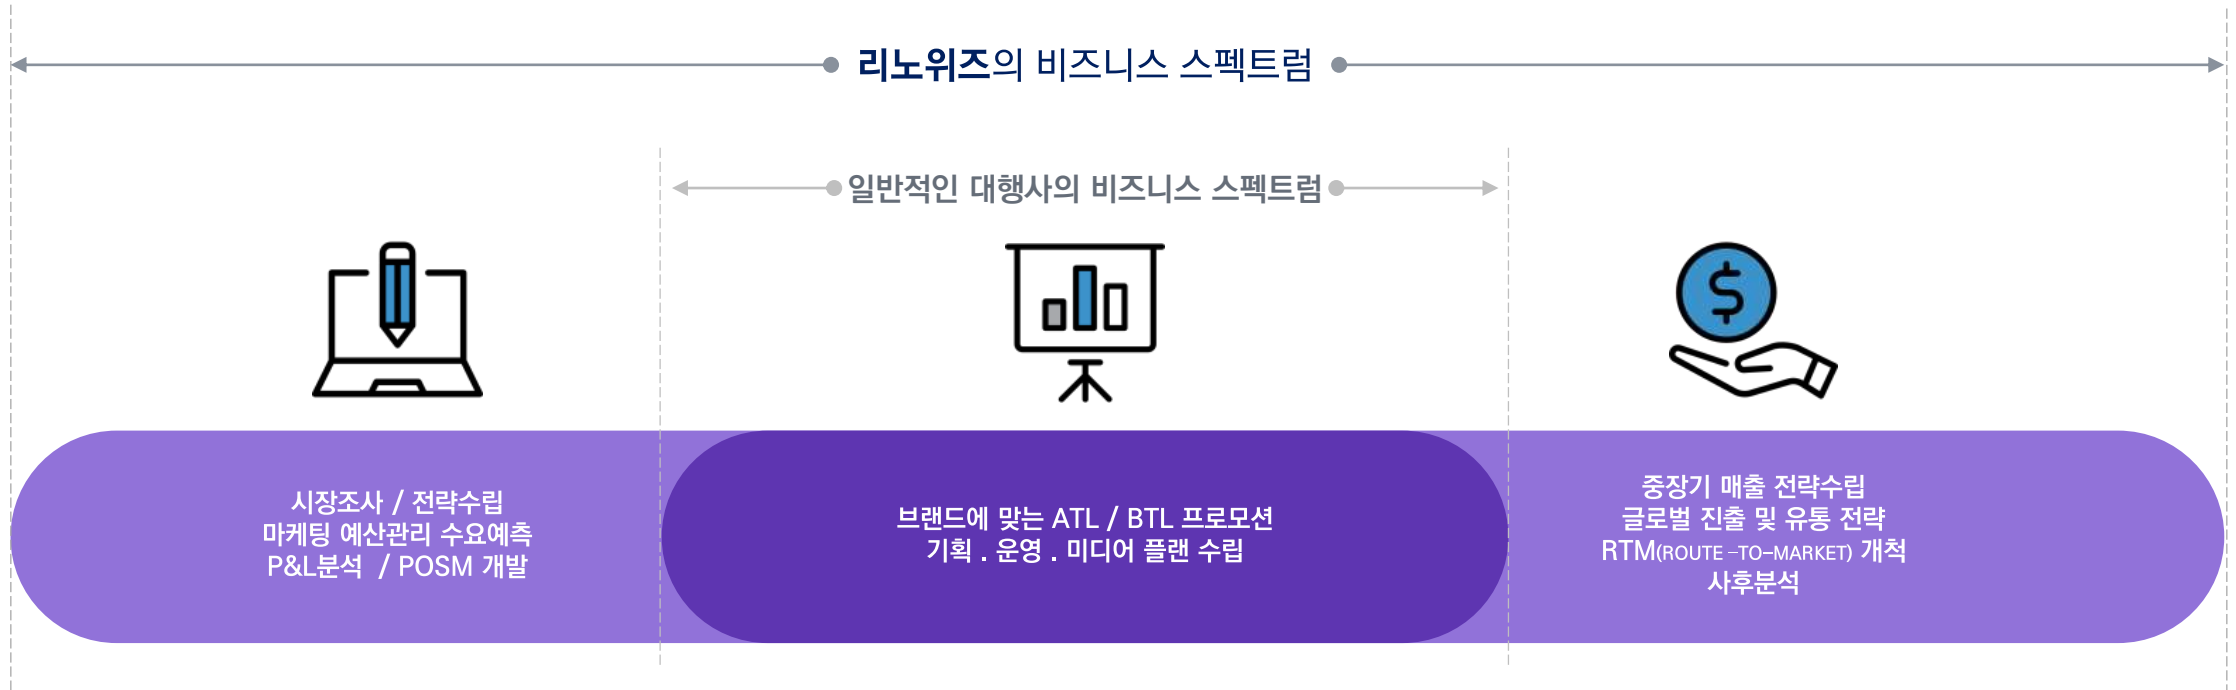 리노위즈의 비즈니스 스펙트럼
일반적인 대행사의 비즈니스 스펙트럼
시장조사 / 전략수립
마케팅 예산관리 수요예측
P&L분석 / POSM 개발
브랜드에 맞는 ATL / BTL 프로모션
기획 . 운영 . 미디어 플랜 수립
중장기 매출 전략수립
글로벌 진출 및 유통 전략
RTM(ROUTE -TO-MARKET) 개척
사후분석